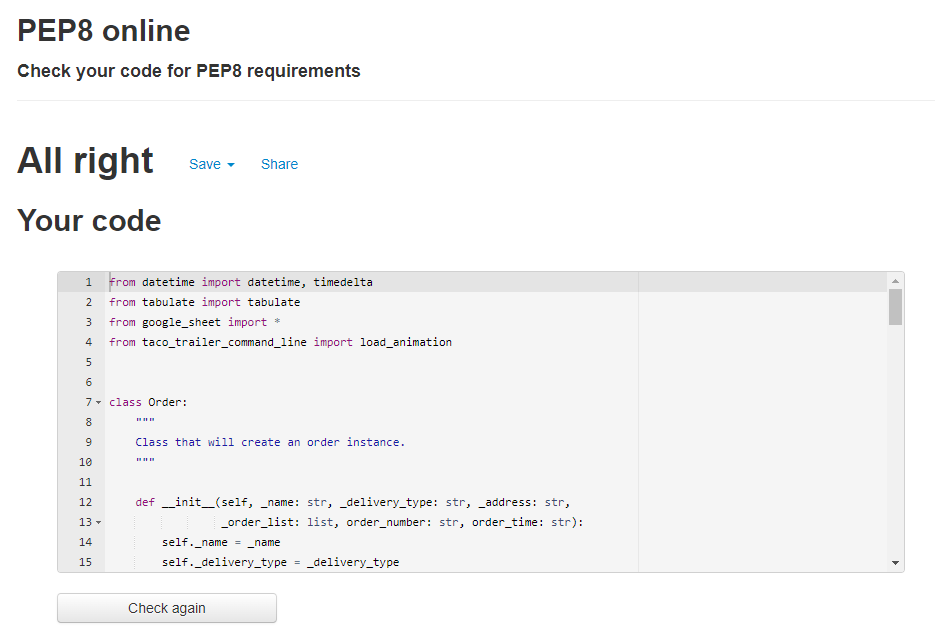 PEP8 online
Check your code for PEP8 requirements
All right Save Share
Your code
1 from datetime import datetime, timedelta
2 from tabulate import tabulate
3 from google_sheet import *
4 from taco_trailer_command_line import load_animation
5
6
7 class Order:
8 """
9 Class that will create an order instance.
10 """
11
12 def __init__(self, _name: str, _delivery_type: str, _address: str,
13 _order_list: list, order_number: str, order_time: str):
14 self._name = _name
15 self._delivery_type = _delivery_type
Check again